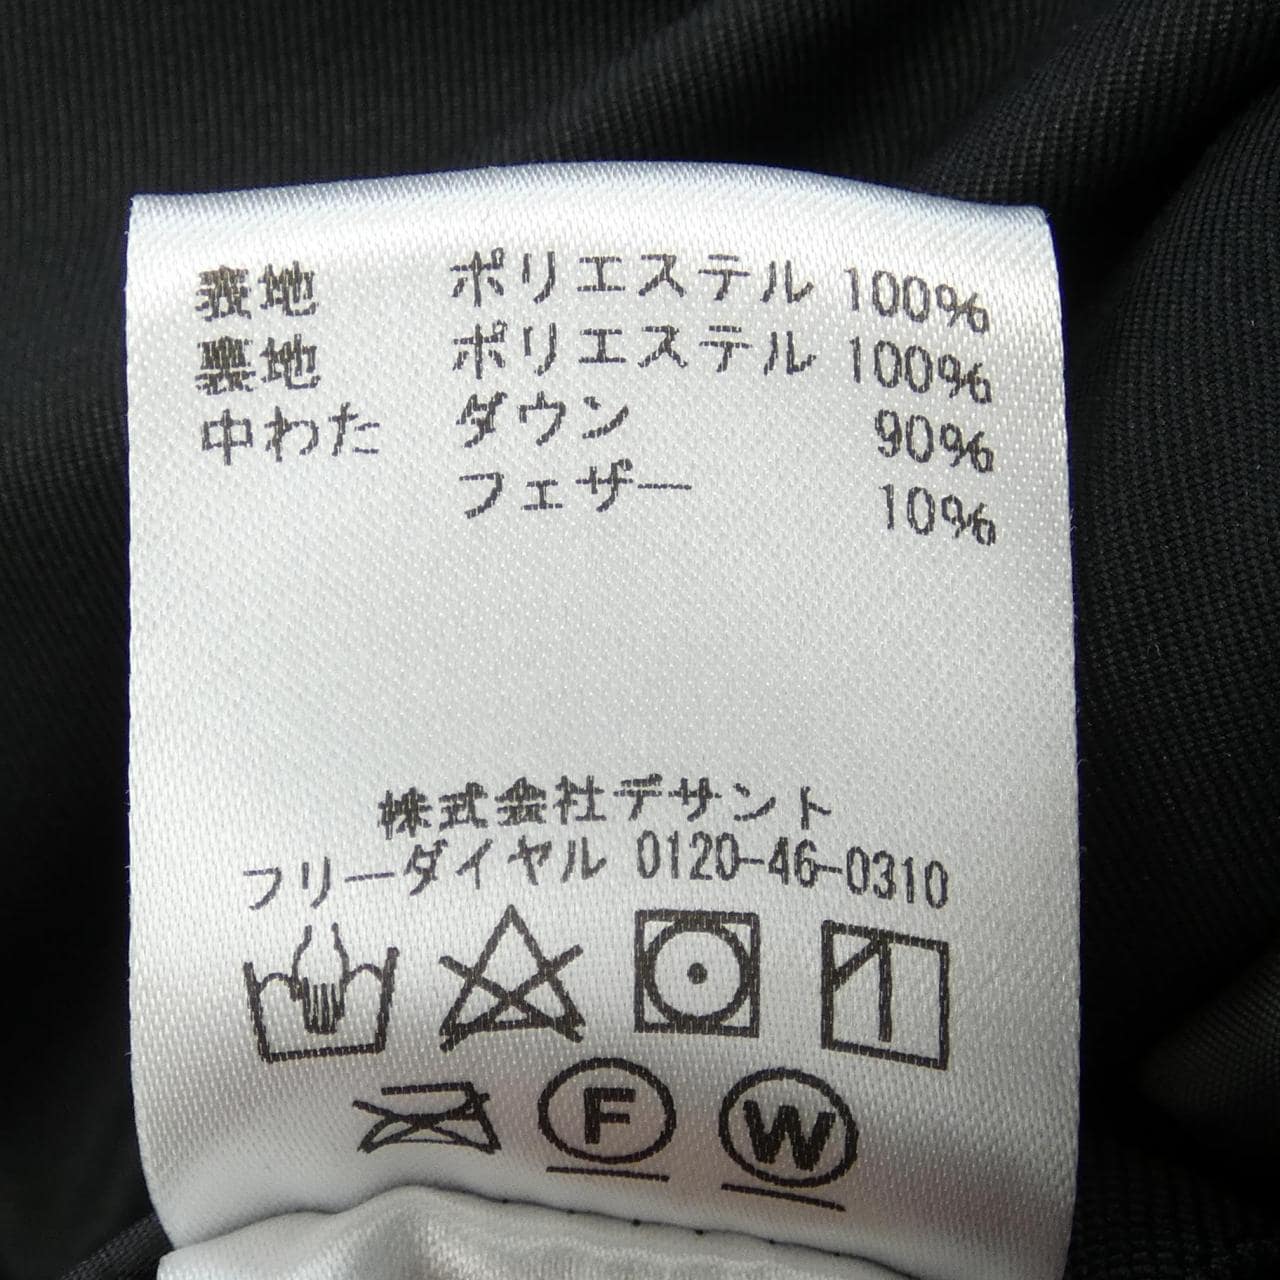 表地 ポリエステル 100%
裏地 ポリエステル 100%
中わた ダウン 90%
フェザー 10%
株式会社デサント
フリーダイヤル 0120-46-0310
F W